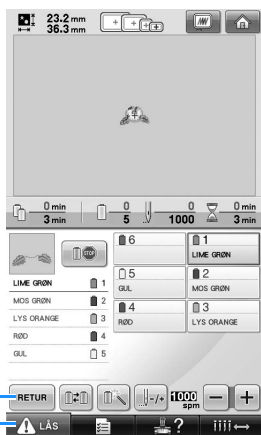 23.2 mm
36.3 mm
0 min
3 min
0
5
0
1000
0 min
3 min
6
1
LIME GRØN
5
GUL
2
MOS GRØN
4
RØD
3
LYS ORANGE
LIME GRØN 1
MOS GRØN 2
LYS ORANGE 3
RØD 4
GUL 5
STOP
RETUR
-/+
1000
spm
− +
LÅS
?